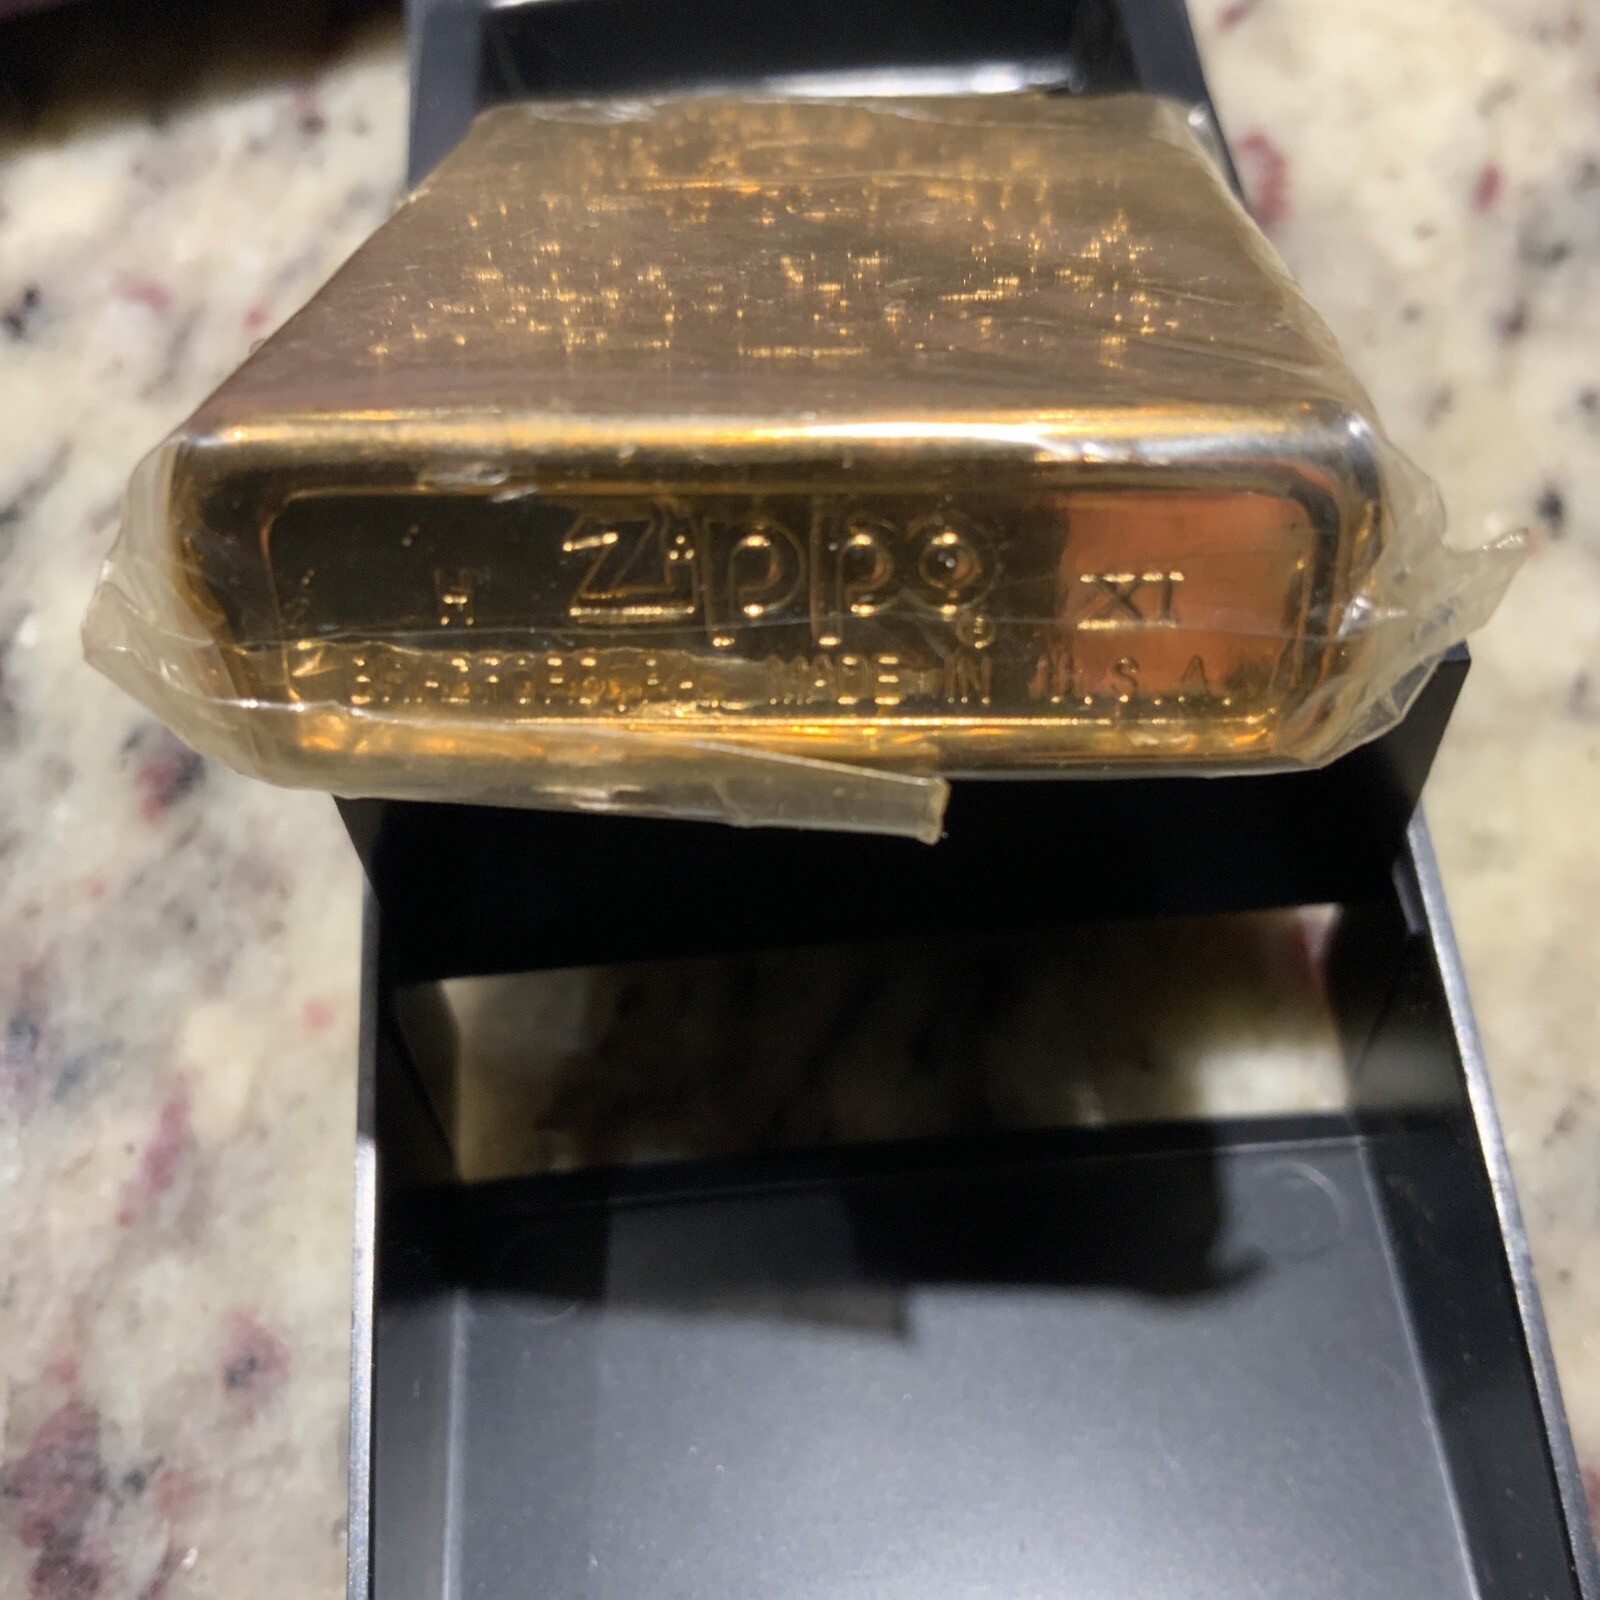 H Zippo® XI
BRADFORD, PA. MADE IN U.S.A.